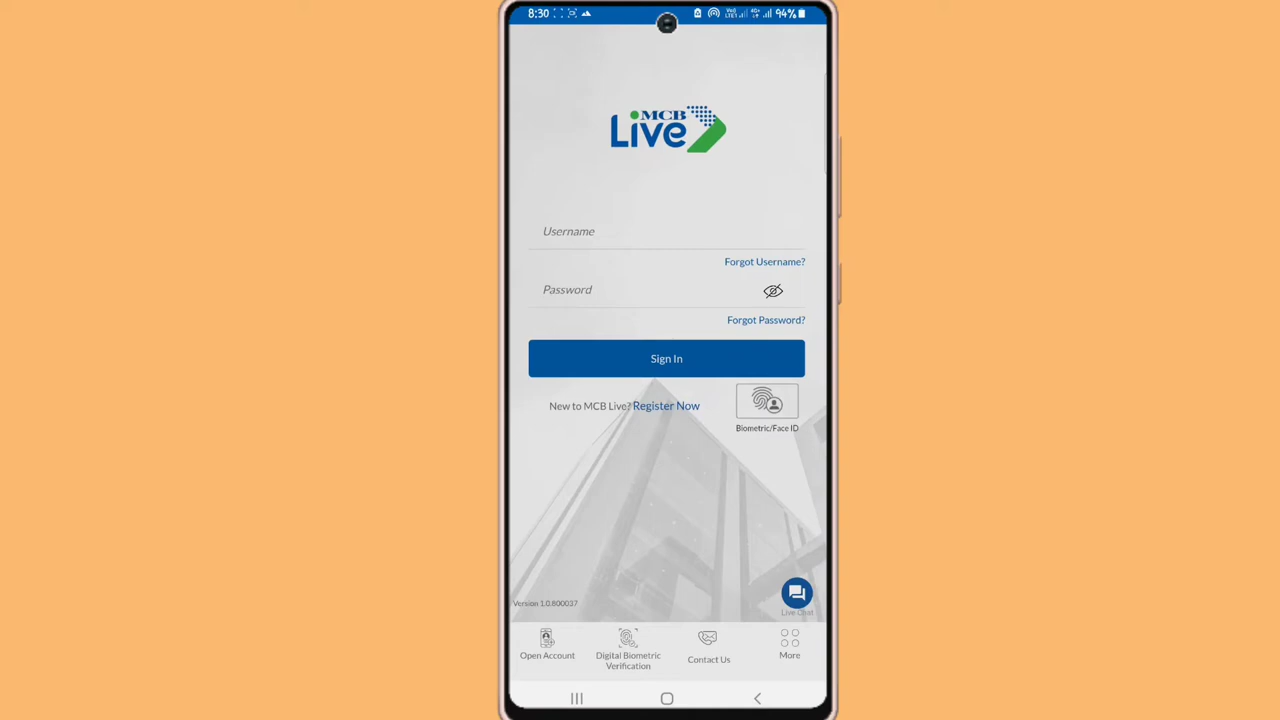 8:30 94%
MCB
Live
Username
Forgot Username?
Password
Forgot Password?
Sign In
New to MCB Live? Register Now
Biometric/Face ID
Version 1.0.800037
Live Chat
Open Account
Digital Biometric
Verification
Contact Us
More